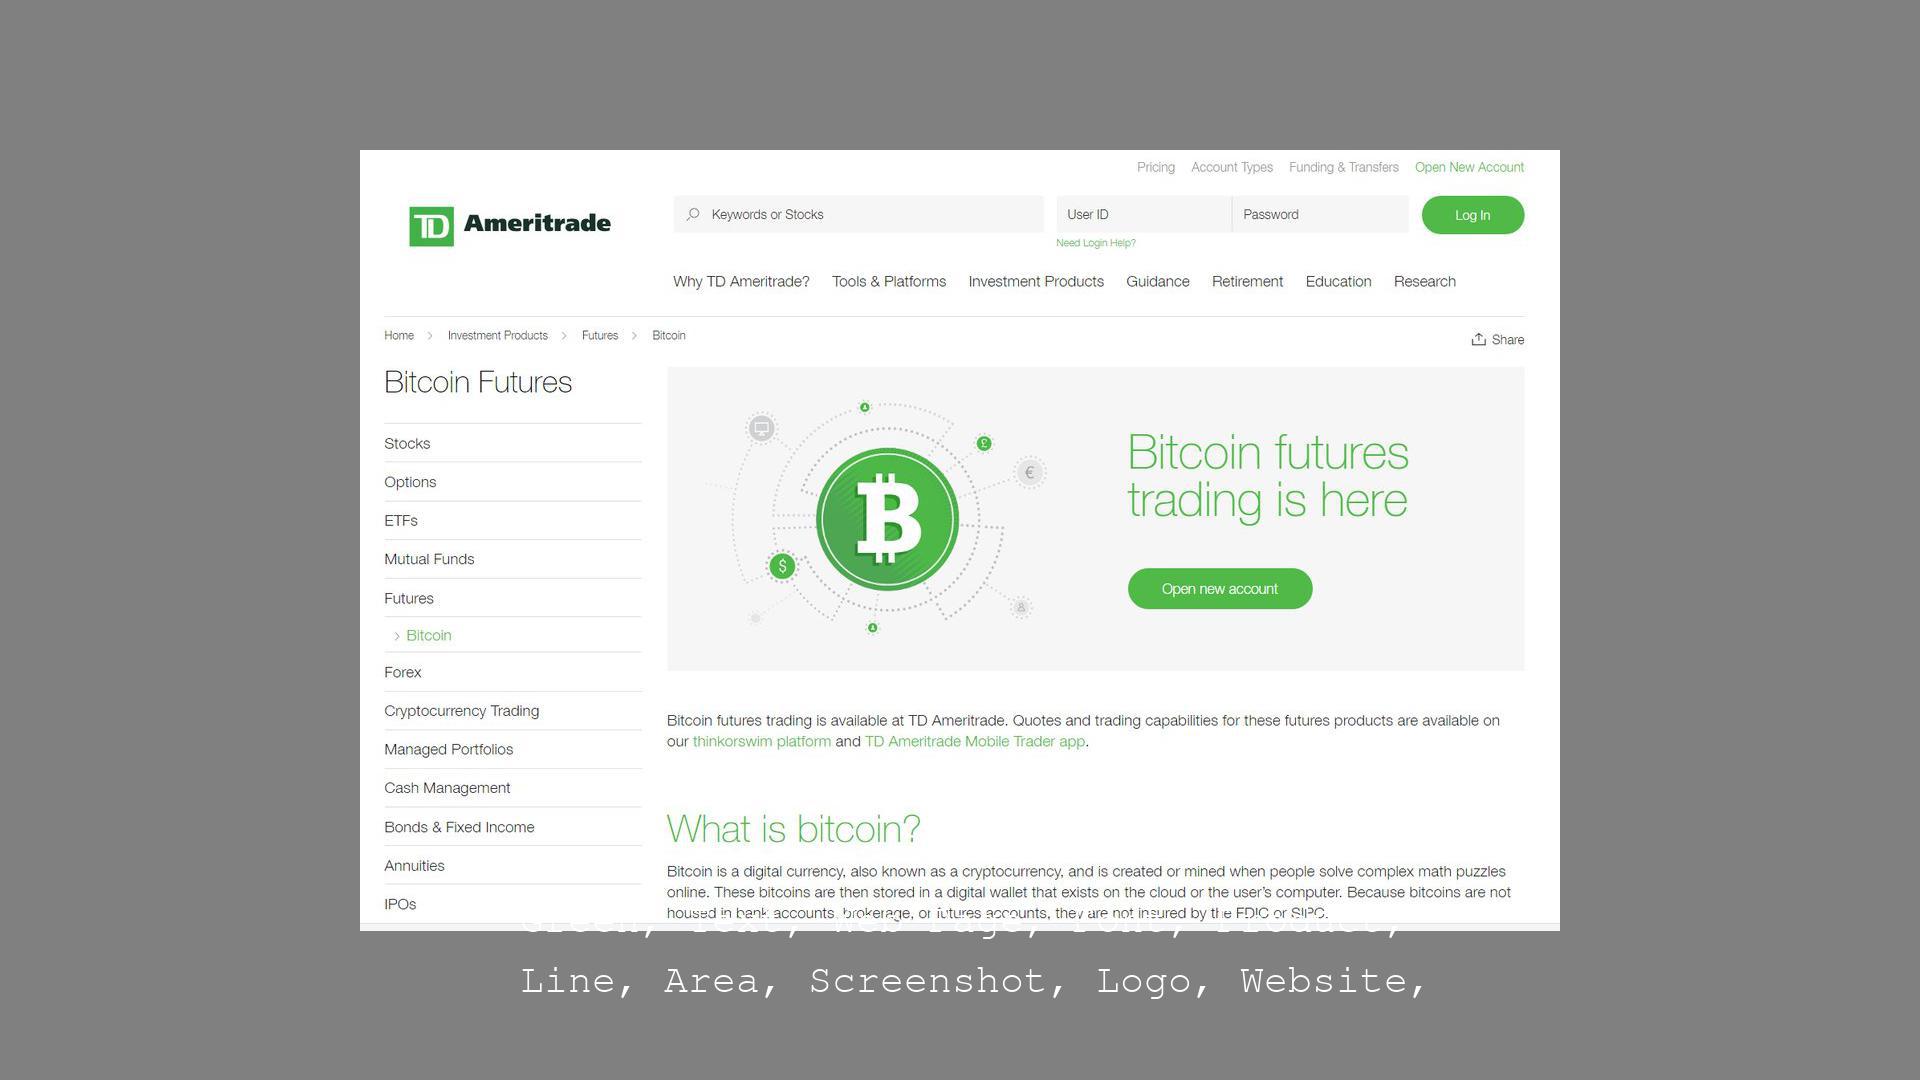 Pricing Account Types Funding & Transfers Open New Account
TD Ameritrade
Keywords or Stocks
User ID
Password
Log In
Need Login Help?
Why TD Ameritrade? Tools & Platforms Investment Products Guidance Retirement Education Research
Home > Investment Products > Futures > Bitcoin
Share
Bitcoin Futures
Stocks
Options
ETFs
Mutual Funds
Futures
> Bitcoin
Forex
Cryptocurrency Trading
Managed Portfolios
Cash Management
Bonds & Fixed Income
Annuities
IPOs
Bitcoin futures
trading is here
Open new account
Bitcoin futures trading is available at TD Ameritrade. Quotes and trading capabilities for these futures products are available on
our thinkorswim platform and TD Ameritrade Mobile Trader app.
What is bitcoin?
Bitcoin is a digital currency, also known as a cryptocurrency, and is created or mined when people solve complex math puzzles
online. These bitcoins are then stored in a digital wallet that exists on the cloud or the user's computer. Because bitcoins are not
housed in bank accounts, brokerage, or futures accounts, they are not insured by the FDIC or SIPC.
Green, Text, Web Page, Font, Product,
Line, Area, Screenshot, Logo, Website,